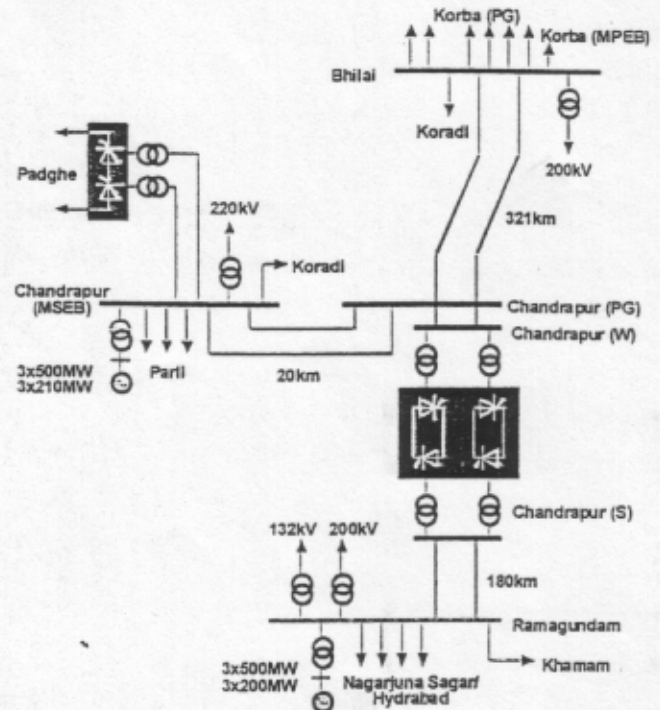 Korba (PG)
Korba (MPEB)
Bhilai
Koradi
200kV
Padghe
321km
220kV
Koradi
Chandrapur
(MSEB)
Chandrapur (PG)
Chandrapur (W)
3x500MW
3x210MW
Parli
20km
Chandrapur (S)
132kV
200kV
180km
Ramagundam
3x500MW
3x200MW
Nagarjuna Sagar/
Hydrabad
Khamam